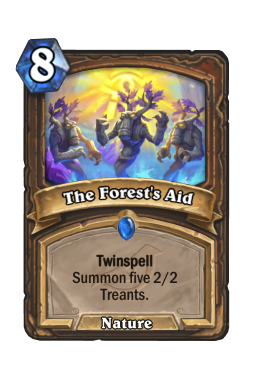 8
The Forest's Aid
Twinspell
Summon five 2/2
Treants.
Nature